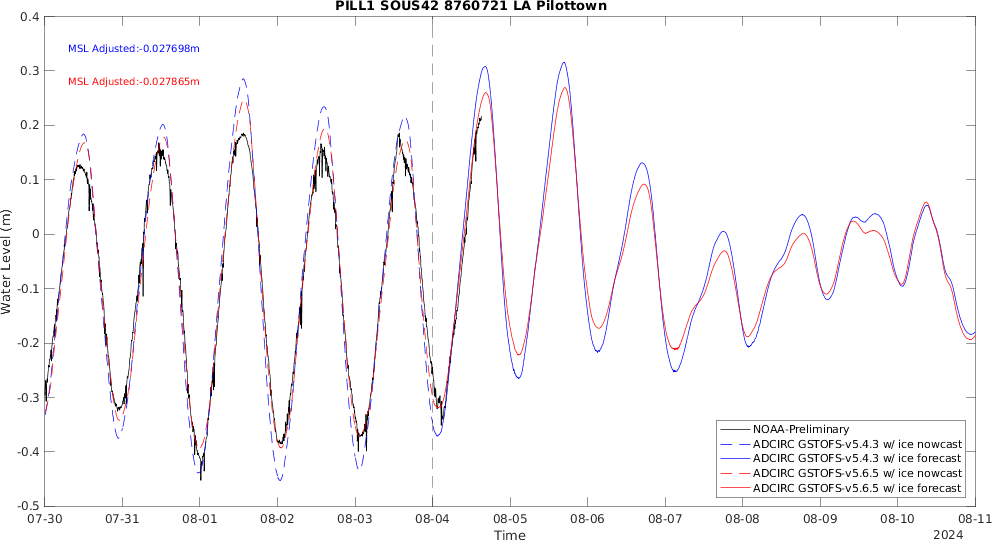 PILL1 SOUS42 8760721 LA Pilottown
MSL Adjusted:-0.027698m
MSL Adjusted:-0.027865m
Water Level (m)
0.4
0.3
0.2
0.1
0
-0.1
-0.2
-0.3
-0.4
-0.5
NOAA-Preliminary
ADCIRC GSTOFS-v5.4.3 w/ ice nowcast
ADCIRC GSTOFS-v5.4.3 w/ ice forecast
ADCIRC GSTOFS-v5.6.5 w/ ice nowcast
ADCIRC GSTOFS-v5.6.5 w/ ice forecast
07-30 07-31 08-01 08-02 08-03 08-04 08-05 08-06 08-07 08-08 08-09 08-10 08-11
Time
2024